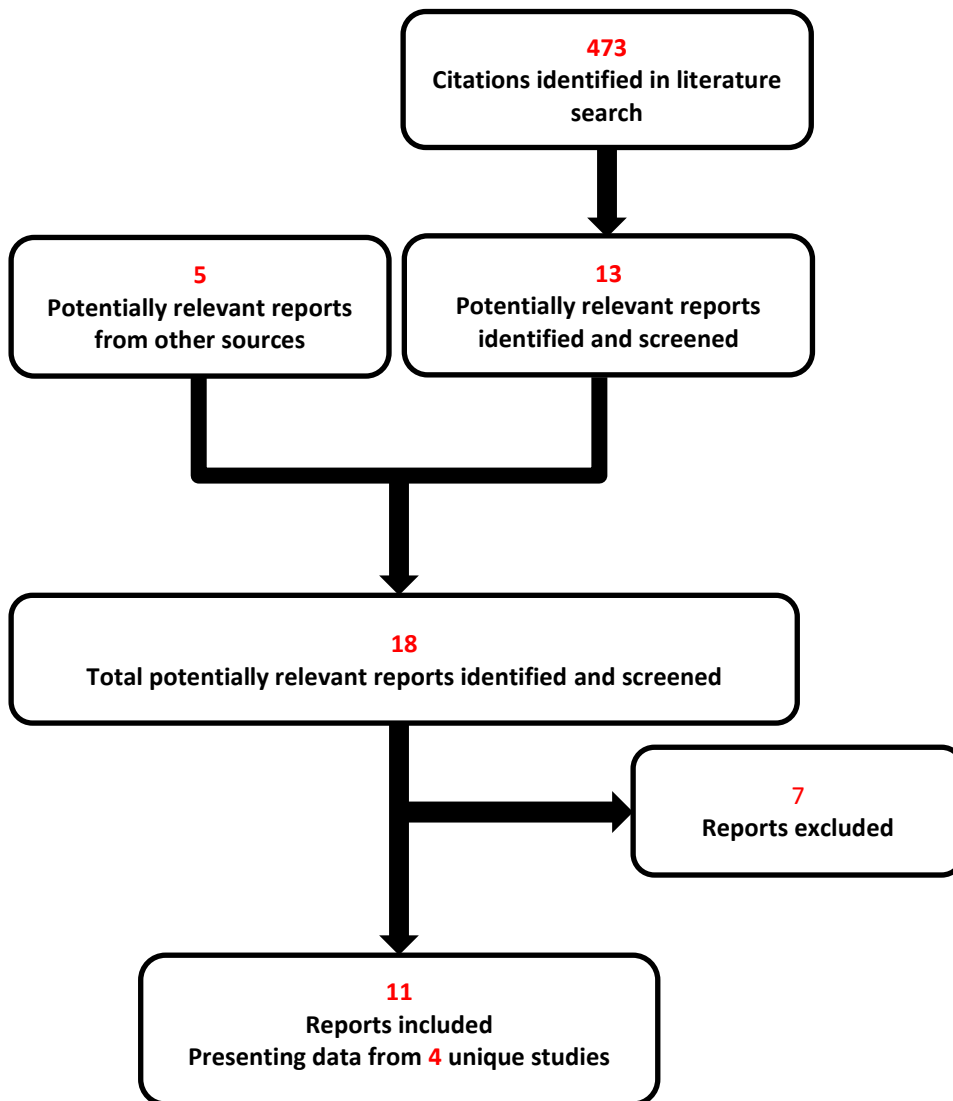 473
Citations identified in literature
search
5
Potentially relevant reports
from other sources
13
Potentially relevant reports
identified and screened
18
Total potentially relevant reports identified and screened
7
Reports excluded
11
Reports included
Presenting data from 4 unique studies